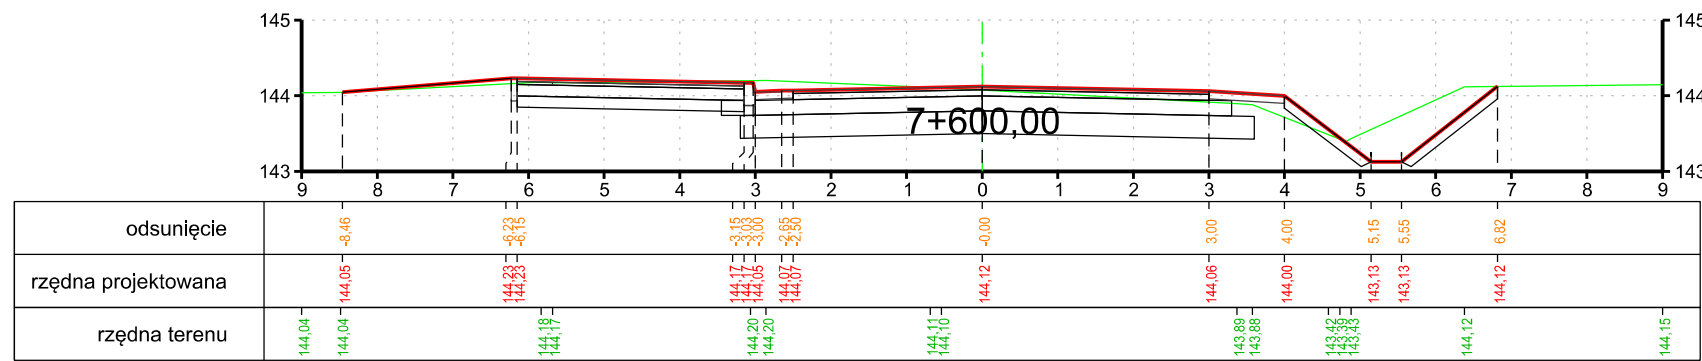 145
145
144
144
7+600,00
143
143
9 8 7 6 5 4 3 2 1 0 1 2 3 4 5 6 7 8 9
odsunięcie -8,46 -6,23 -6,15 -3,15 -3,03 -3,00 -2,65 -2,50 -0,00 3,00 4,00 5,15 5,55 6,82
rzędna projektowana 144,05 144,23 144,23 144,17 144,17 144,05 144,07 144,07 144,12 144,06 144,00 143,13 143,13 144,12
rzędna terenu 144,04 144,04 144,18 144,17 144,20 144,20 144,11 144,10 143,89 143,88 143,42 143,39 143,43 144,12 144,15